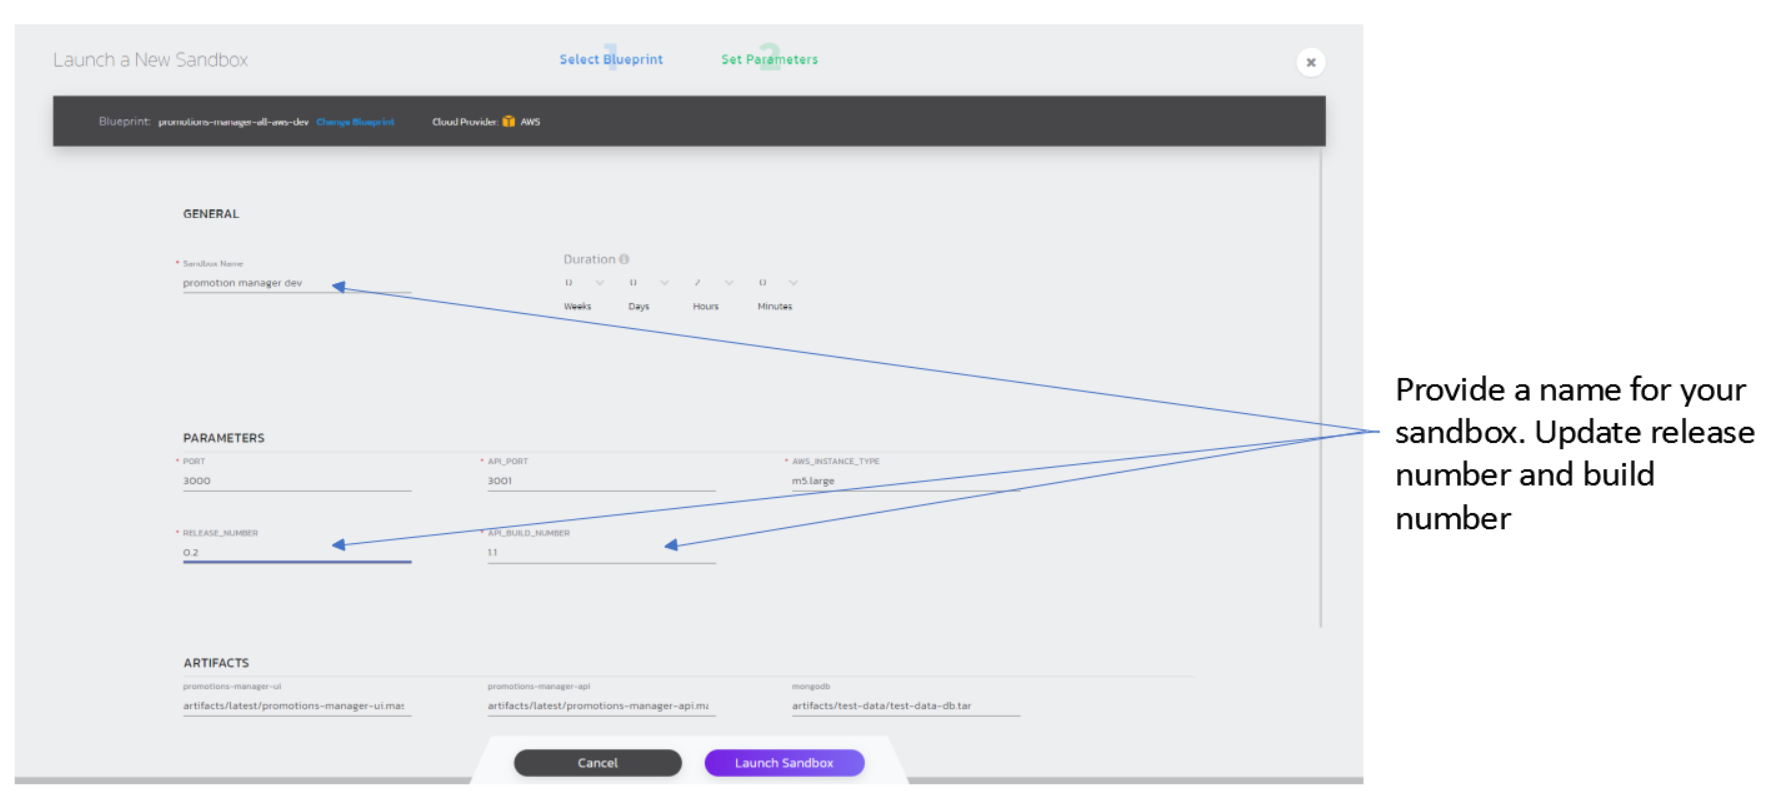 Launch a New Sandbox
1 Select Blueprint
2 Set Parameters
Blueprint: promotions-manager-all-aws-dev Change Blueprint Cloud Provider: AWS
GENERAL
* Sandbox Name
promotion manager dev
Duration
0 0 2 0
Weeks Days Hours Minutes
PARAMETERS
* PORT * API_PORT * AWS_INSTANCE_TYPE
3000 3001 m5.large
* RELEASE_NUMBER * API_BUILD_NUMBER
0.2 1.1
ARTIFACTS
promotions-manager-ui promotions-manager-api mongodb
artifacts/latest/promotions-manager-ui.mas artifacts/latest/promotions-manager-api.ma artifacts/test-data/test-data-db.tar
Cancel Launch Sandbox
Provide a name for your
sandbox. Update release
number and build
number